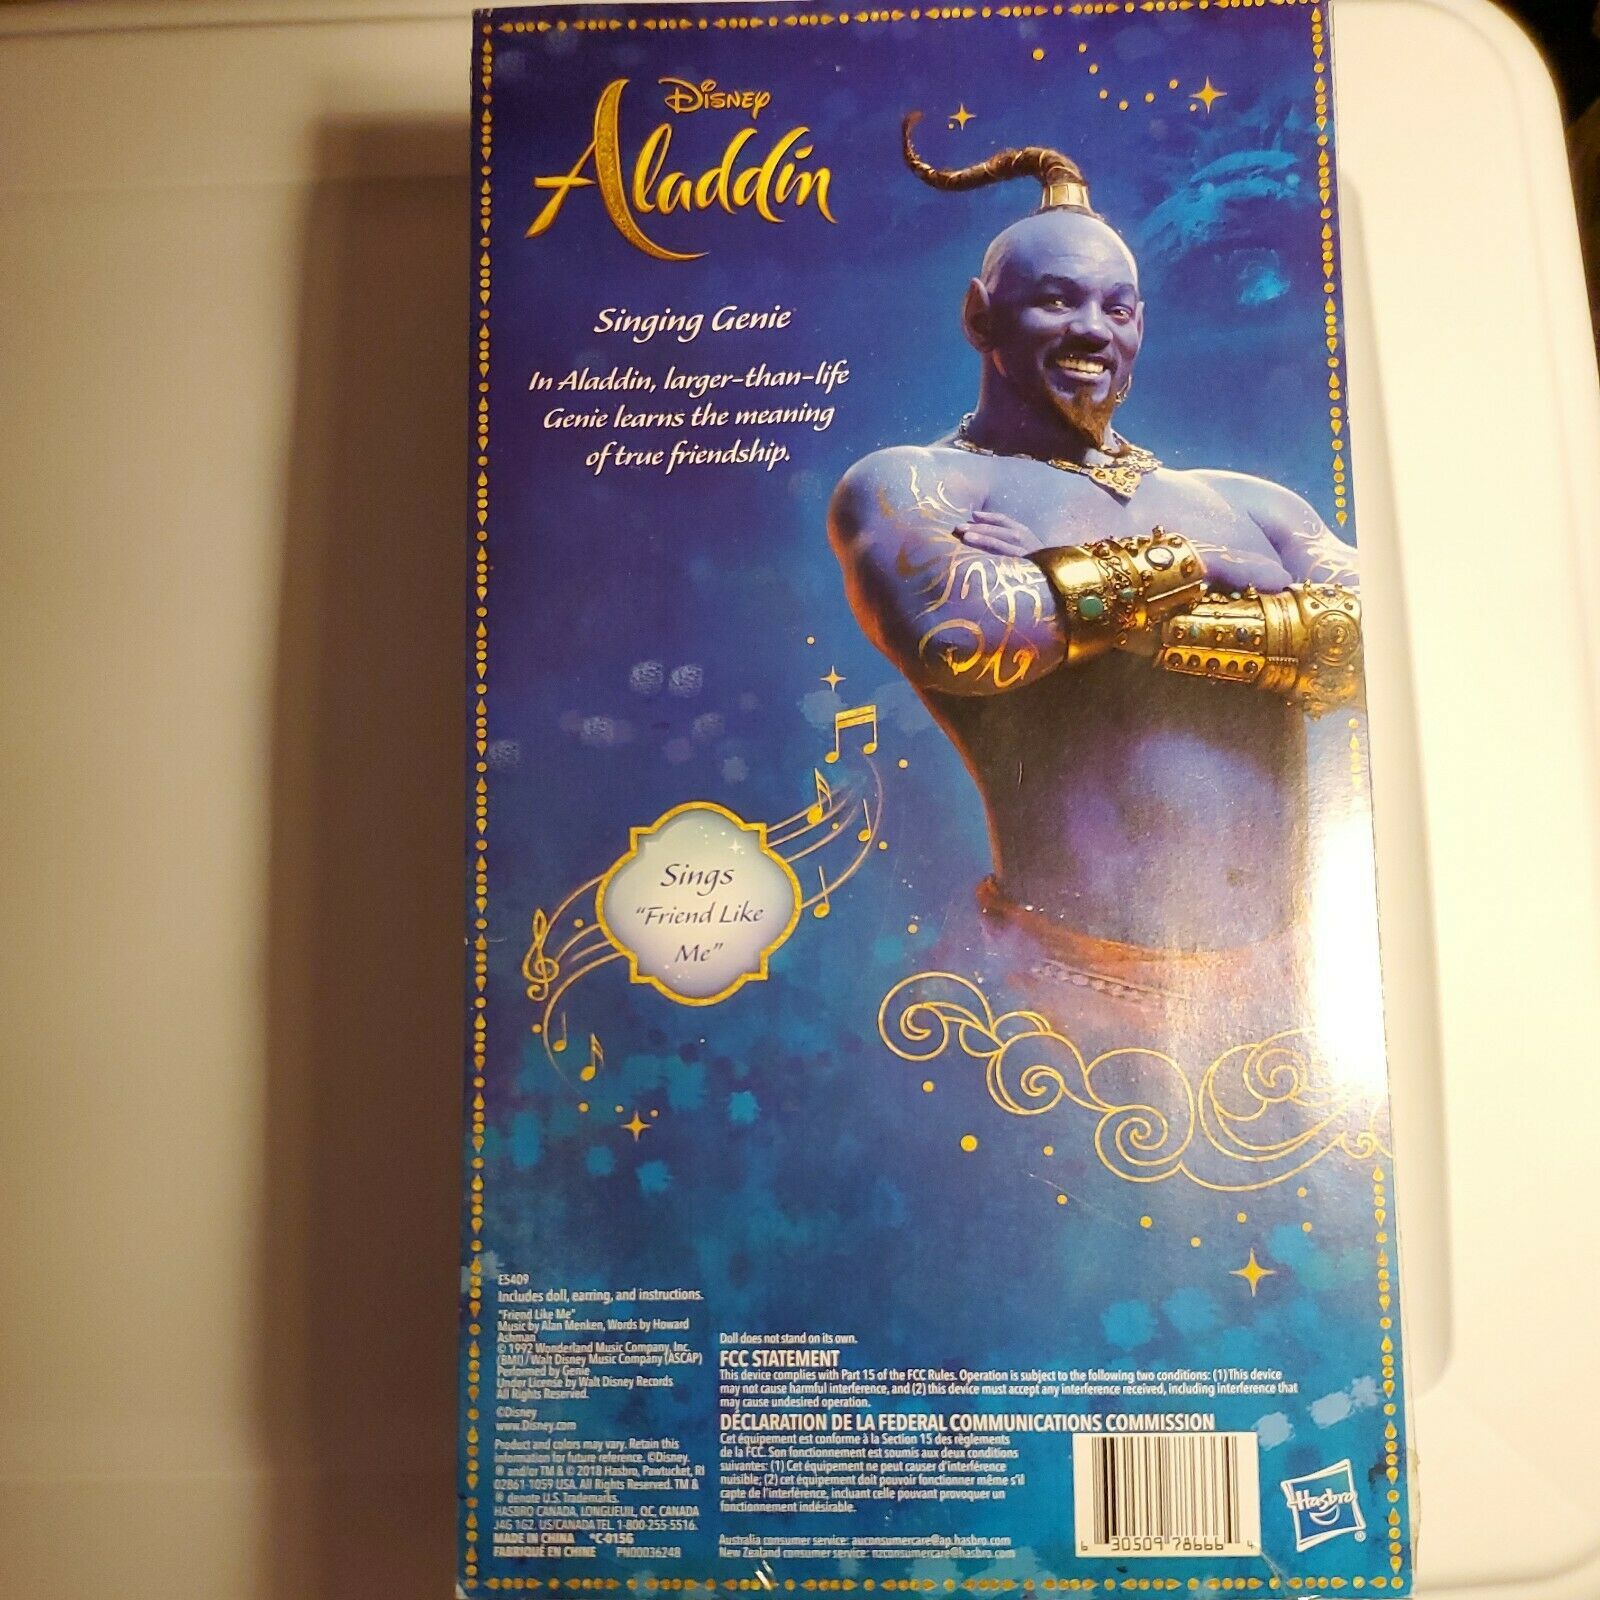 Disney
Aladdin
Singing Genie
In Aladdin, larger-than-life
Genie learns the meaning
of true friendship.
Sings
"Friend Like
Me"
E5409
Includes doll, earring, and instructions.
"Friend Like Me"
Music by Alan Menken, Words by Howard
Ashman
© 1992 Wonderland Music Company, Inc.
(BMI) / Walt Disney Music Company (ASCAP)
Performed by Genie
Under License by Walt Disney Records
All Rights Reserved.
©Disney
www.Disney.com
Product and colors may vary. Retain this
information for future reference. ©Disney.
® and/or TM & © 2018 Hasbro, Pawtucket, RI
02861-1059 USA. All Rights Reserved. TM &
® denote U.S. Trademarks.
HASBRO CANADA, LONGUEUIL, QC, CANADA
J4G 1G2. US/CANADA TEL. 1-800-255-5516.
MADE IN CHINA *C-015G
FABRIQUÉ EN CHINE PN00036248
Doll does not stand on its own.
FCC STATEMENT
This device complies with Part 15 of the FCC Rules. Operation is subject to the following two conditions: (1) This device
may not cause harmful interference, and (2) this device must accept any interference received, including interference that
may cause undesired operation.
DÉCLARATION DE LA FEDERAL COMMUNICATIONS COMMISSION
Cet équipement est conforme à la Section 15 des règlements
de la FCC. Son fonctionnement est soumis aux deux conditions
suivantes: (1) Cet équipement ne peut causer d'interférence
nuisible; (2) cet équipement doit pouvoir fonctionner même s'il
capte de l'interférence, incluant celle pouvant provoquer un
fonctionnement indésirable.
Australia consumer service: auconsumercare@ap.hasbro.com
New Zealand consumer service: nzconsumercare@hasbro.com
6 30509 78666 4
Hasbro ®